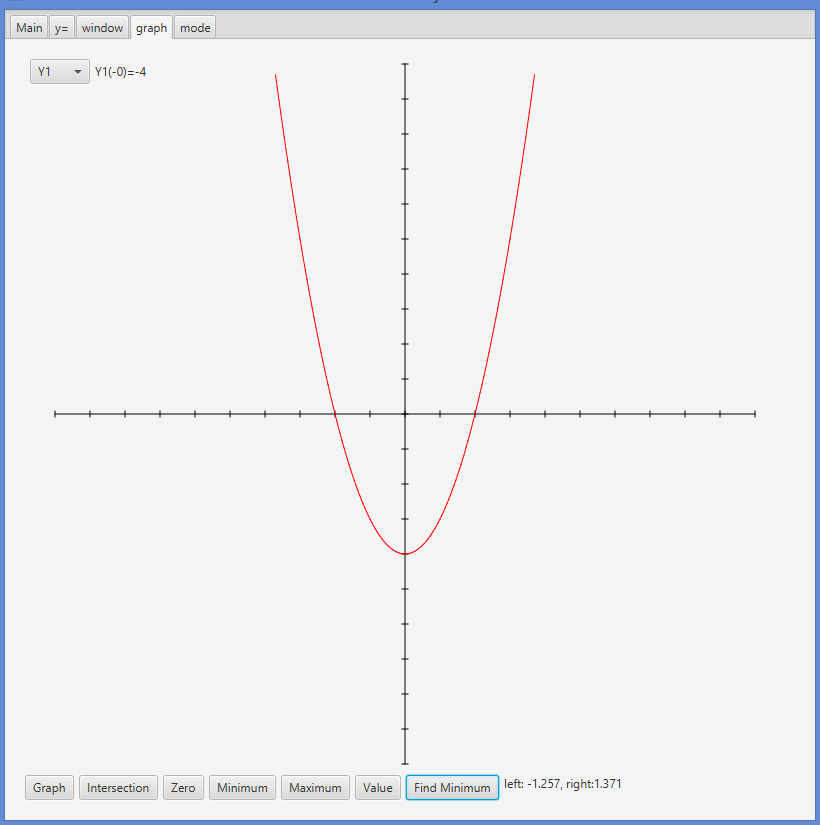 Main y= window graph mode
Y1 Y1(-0)=-4
Graph Intersection Zero Minimum Maximum Value Find Minimum left: -1.257, right:1.371